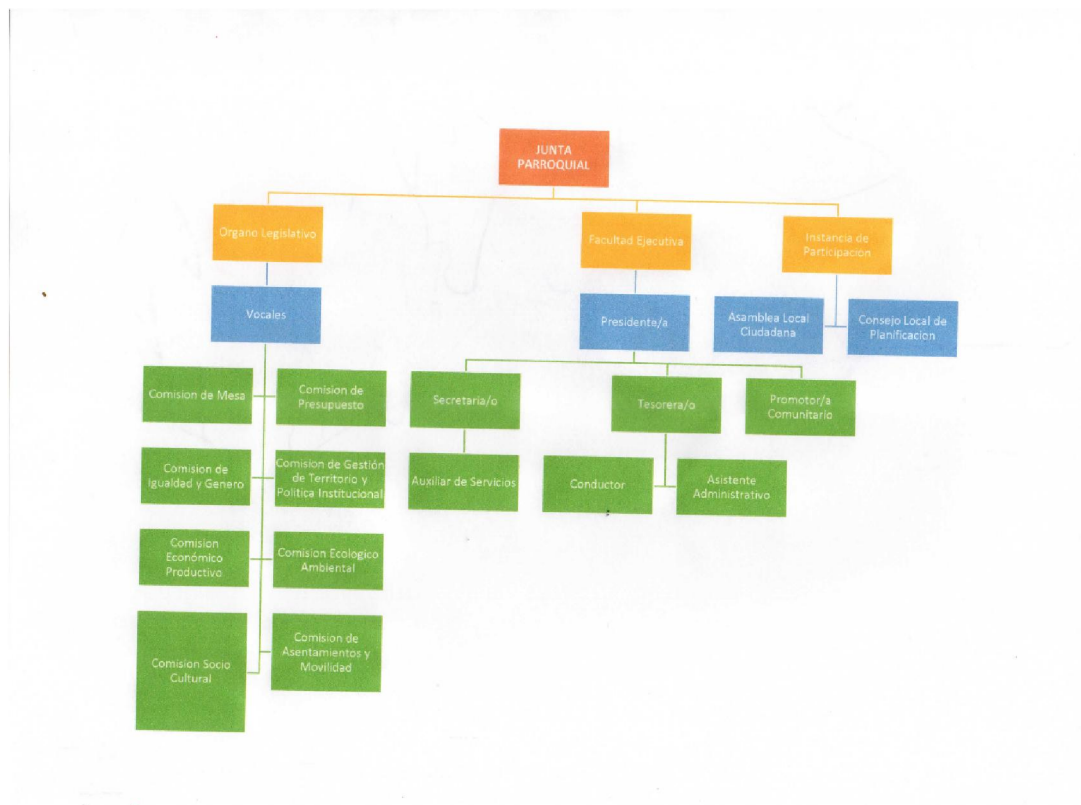 JUNTA
PARROQUIAL
Organo Legislativo
Facultad Ejecutiva
Instancia de
Participacion
Vocales
Presidente/a
Asamblea Local
Ciudadana
Consejo Local de
Planificacion
Comision de Mesa
Comision de
Presupuesto
Secretaria/o
Tesorera/o
Promotor/a
Comunitario
Comision de
Igualdad y Genero
Comision de Gestión
de Territorio y
Politica Institucional
Auxiliar de Servicios
Conductor
Asistente
Administrativo
Comision
Económico
Productivo
Comision Ecologico
Ambiental
Comision Socio
Cultural
Comision de
Asentamientos y
Movilidad